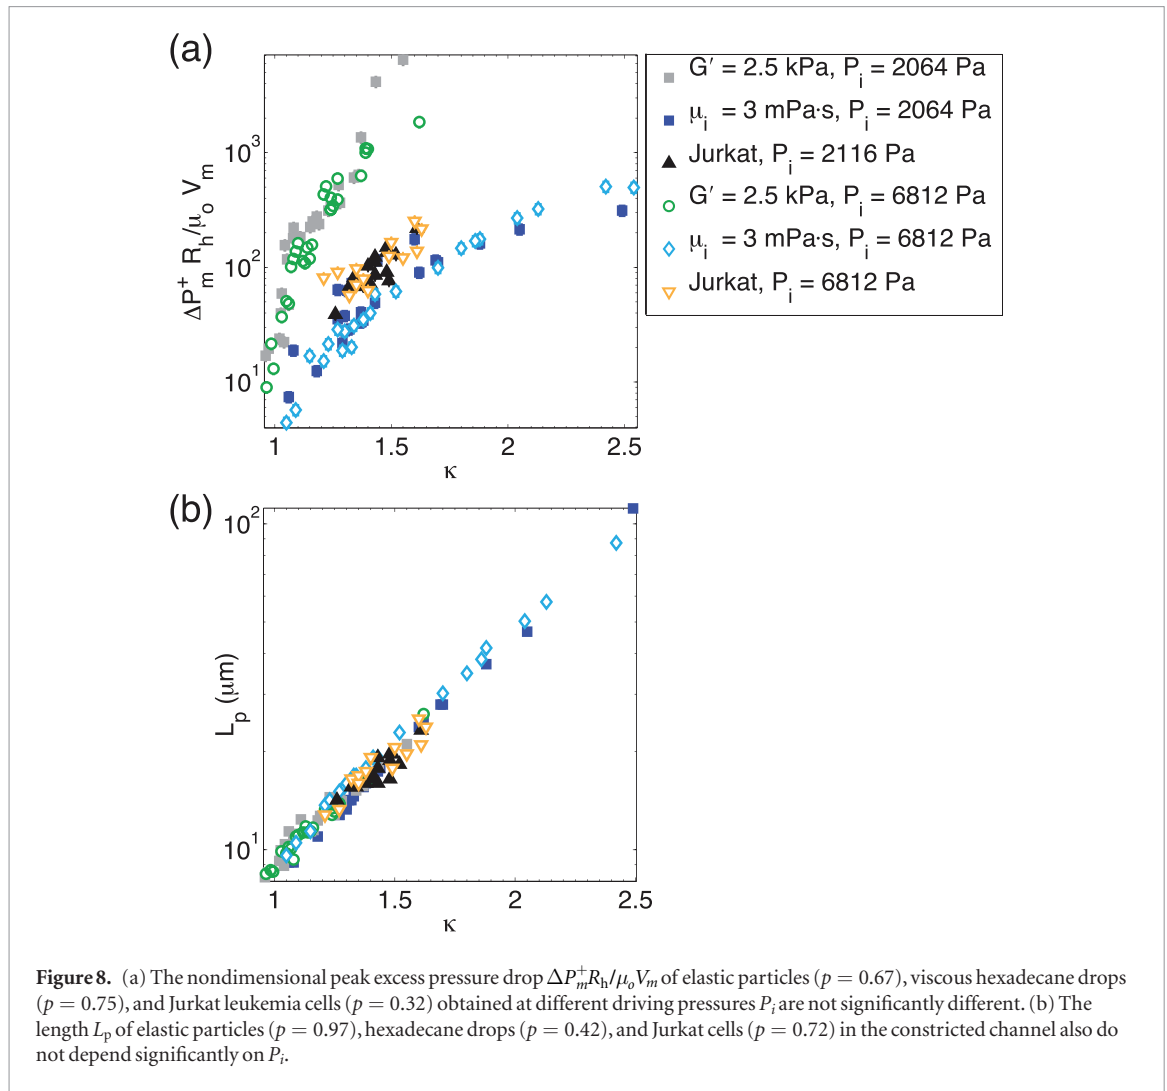 (a)
ΔP⁺ₘ Rₕ/μₒ Vₘ
10³
10²
10¹
1
1.5
2
2.5
κ
G′ = 2.5 kPa, Pᵢ = 2064 Pa
μᵢ = 3 mPa·s, Pᵢ = 2064 Pa
Jurkat, Pᵢ = 2116 Pa
G′ = 2.5 kPa, Pᵢ = 6812 Pa
μᵢ = 3 mPa·s, Pᵢ = 6812 Pa
Jurkat, Pᵢ = 6812 Pa
(b)
Lₚ (μm)
10²
10¹
1
1.5
2
2.5
κ
Figure 8. (a) The nondimensional peak excess pressure drop ΔP⁺ₘRₕ/μₒVₘ of elastic particles (p = 0.67), viscous hexadecane drops
(p = 0.75), and Jurkat leukemia cells (p = 0.32) obtained at different driving pressures Pᵢ are not significantly different. (b) The
length Lₚ of elastic particles (p = 0.97), hexadecane drops (p = 0.42), and Jurkat cells (p = 0.72) in the constricted channel also do
not depend significantly on Pᵢ.